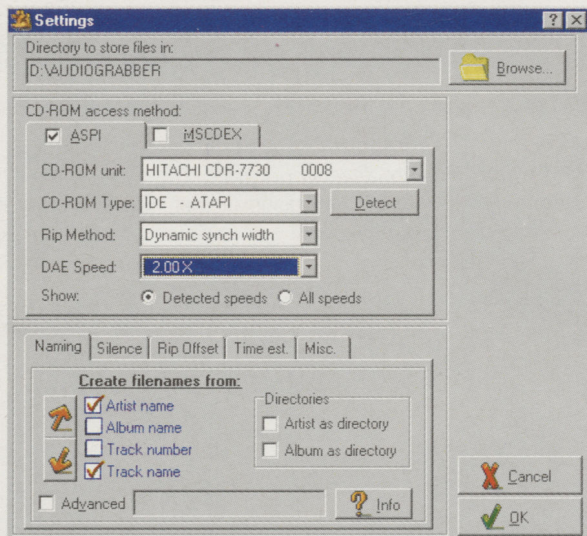 Settings
Directory to store files in:
D:\AUDIOGRABBER
Browse...
CD-ROM access method:
ASPI MSCDEX
CD-ROM unit: HITACHI CDR-7730 0008
CD-ROM Type: IDE - ATAPI Detect
Rip Method: Dynamic synch width
DAE Speed: 2.00X
Show: Detected speeds All speeds
Naming Silence Rip Offset Time est. Misc.
Create filenames from:
Artist name
Album name
Track number
Track name
Directories
Artist as directory
Album as directory
Advanced Info
Cancel
OK